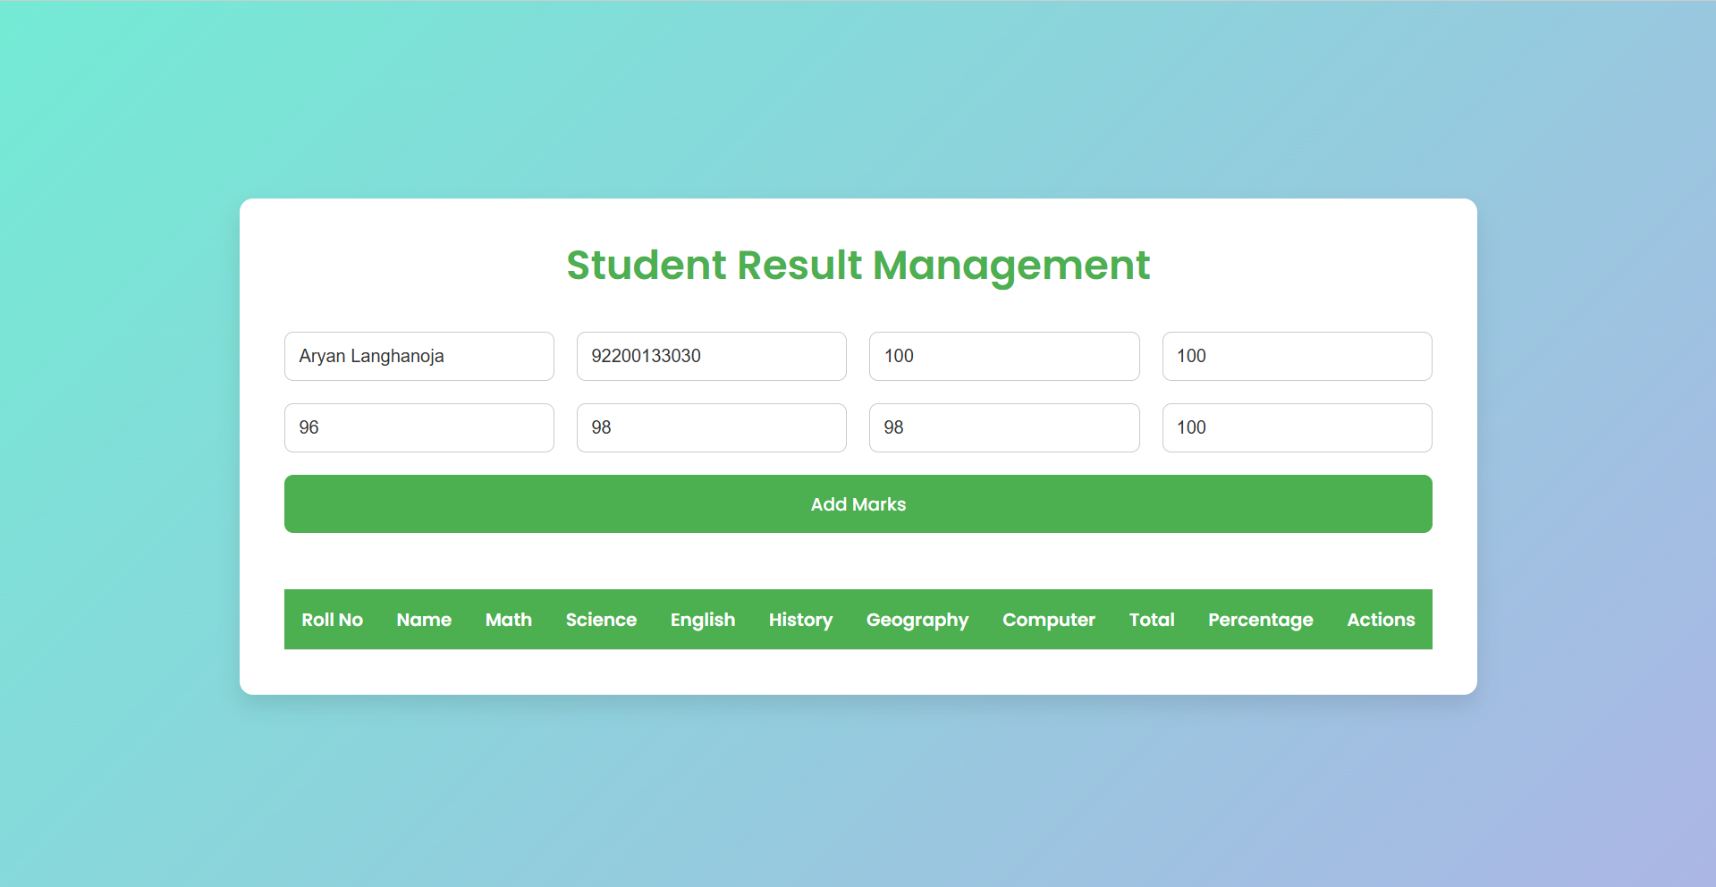 Student Result Management
Aryan Langhanoja 92200133030 100 100
96 98 98 100
Add Marks
Roll No Name Math Science English History Geography Computer Total Percentage Actions